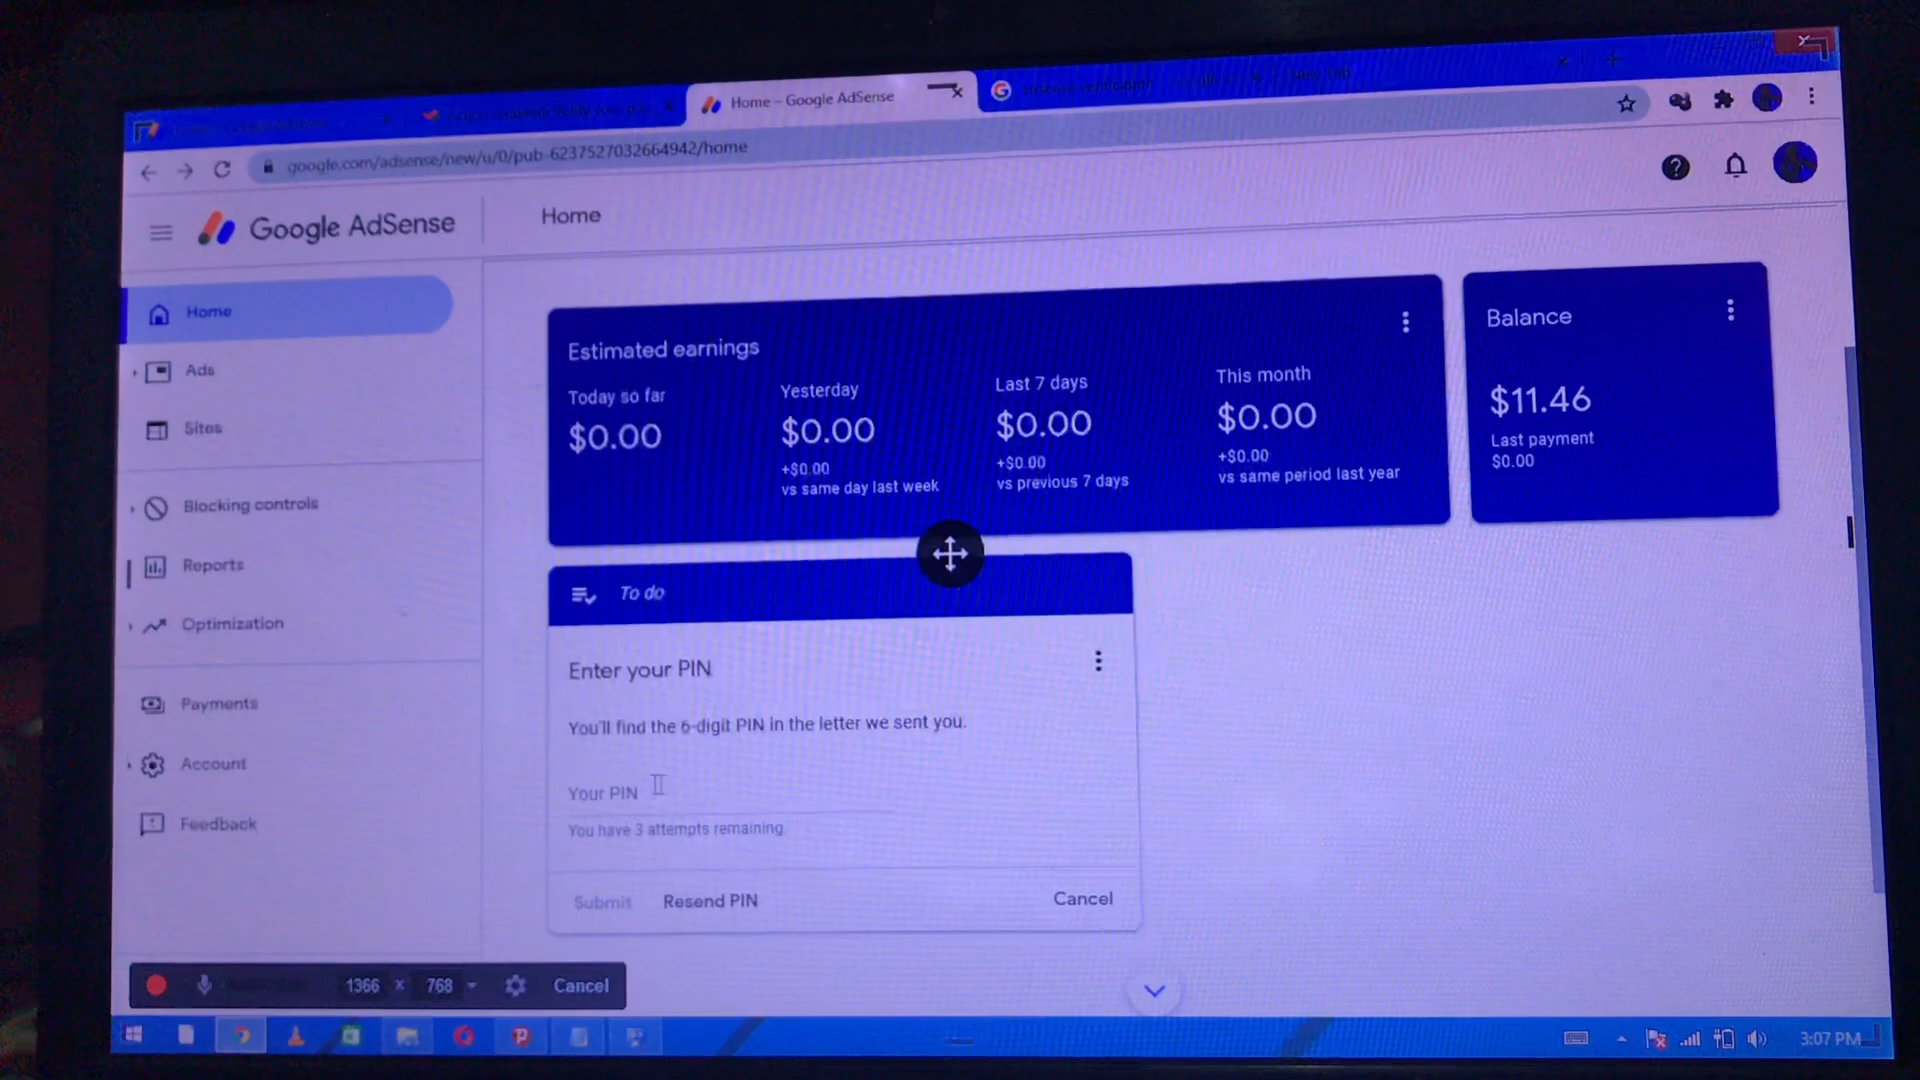 Home – Google AdSense
google.com/adsense/new/u/0/pub-6237527032664942/home
Google AdSense
Home
Home
Ads
Sites
Blocking controls
Reports
Optimization
Payments
Account
Feedback
Estimated earnings
Today so far
$0.00
Yesterday
$0.00
+$0.00
vs same day last week
Last 7 days
$0.00
+$0.00
vs previous 7 days
This month
$0.00
+$0.00
vs same period last year
Balance
$11.46
Last payment
$0.00
To do
Enter your PIN
You'll find the 6-digit PIN in the letter we sent you.
Your PIN
You have 3 attempts remaining.
Submit Resend PIN Cancel
1366 x 768 Cancel
3:07 PM